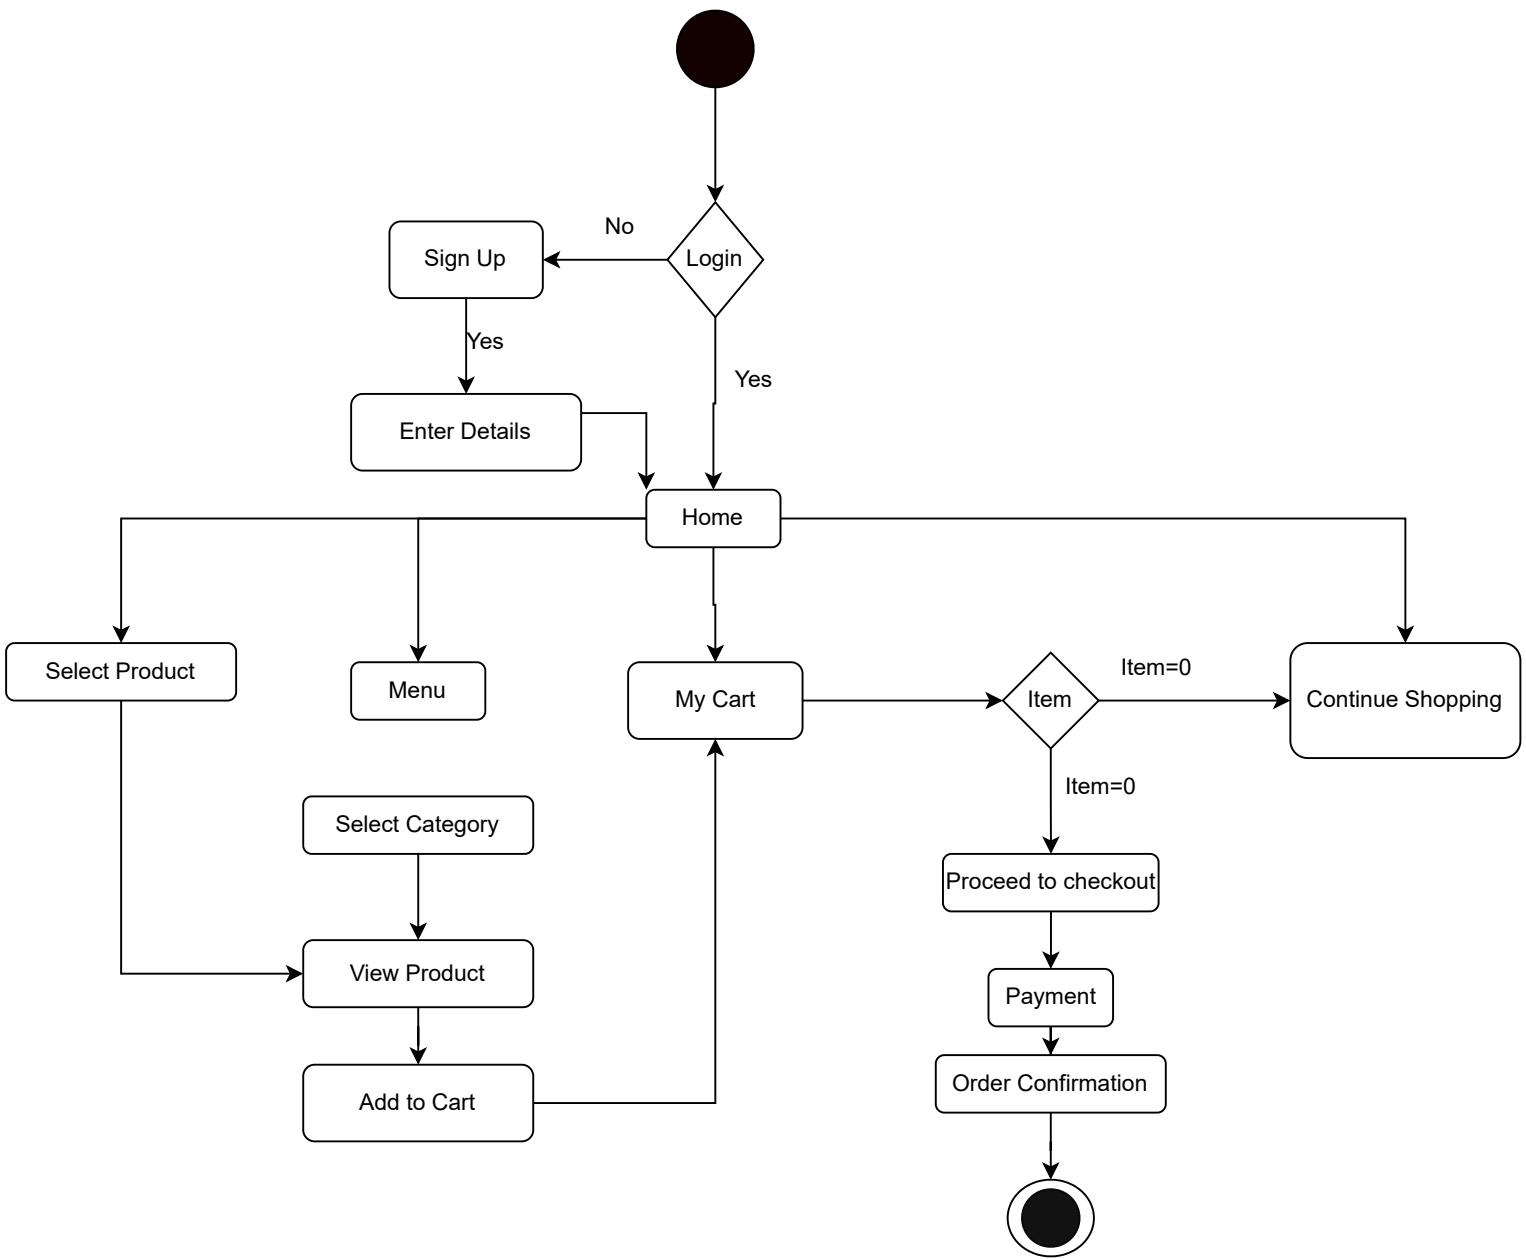 No
Login
Sign Up
Yes
Yes
Enter Details
Home
Select Product
Menu
My Cart
Item
Item=0
Continue Shopping
Item=0
Select Category
Proceed to checkout
View Product
Payment
Add to Cart
Order Confirmation